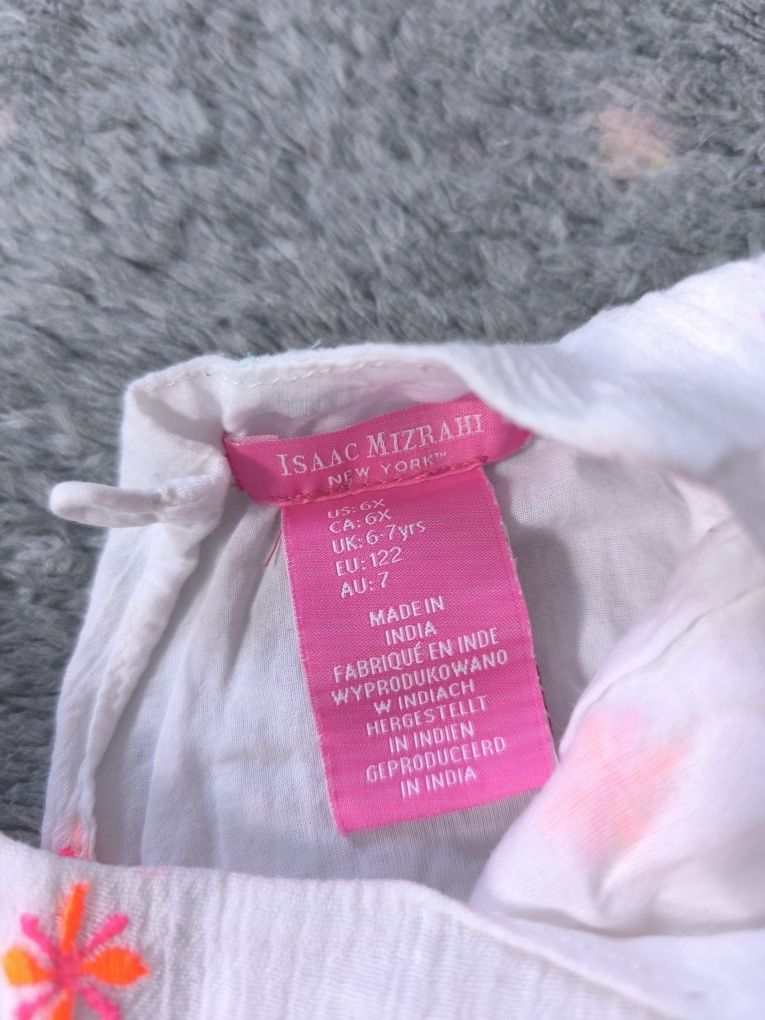 ISAAC MIZRAHI
NEW YORK™
US: 6X
CA: 6X
UK: 6-7yrs
EU: 122
AU: 7
MADE IN
INDIA
FABRIQUÉ EN INDE
WYPRODUKOWANO
W INDIACH
HERGESTELLT
IN INDIEN
GEPRODUCEERD
IN INDIA